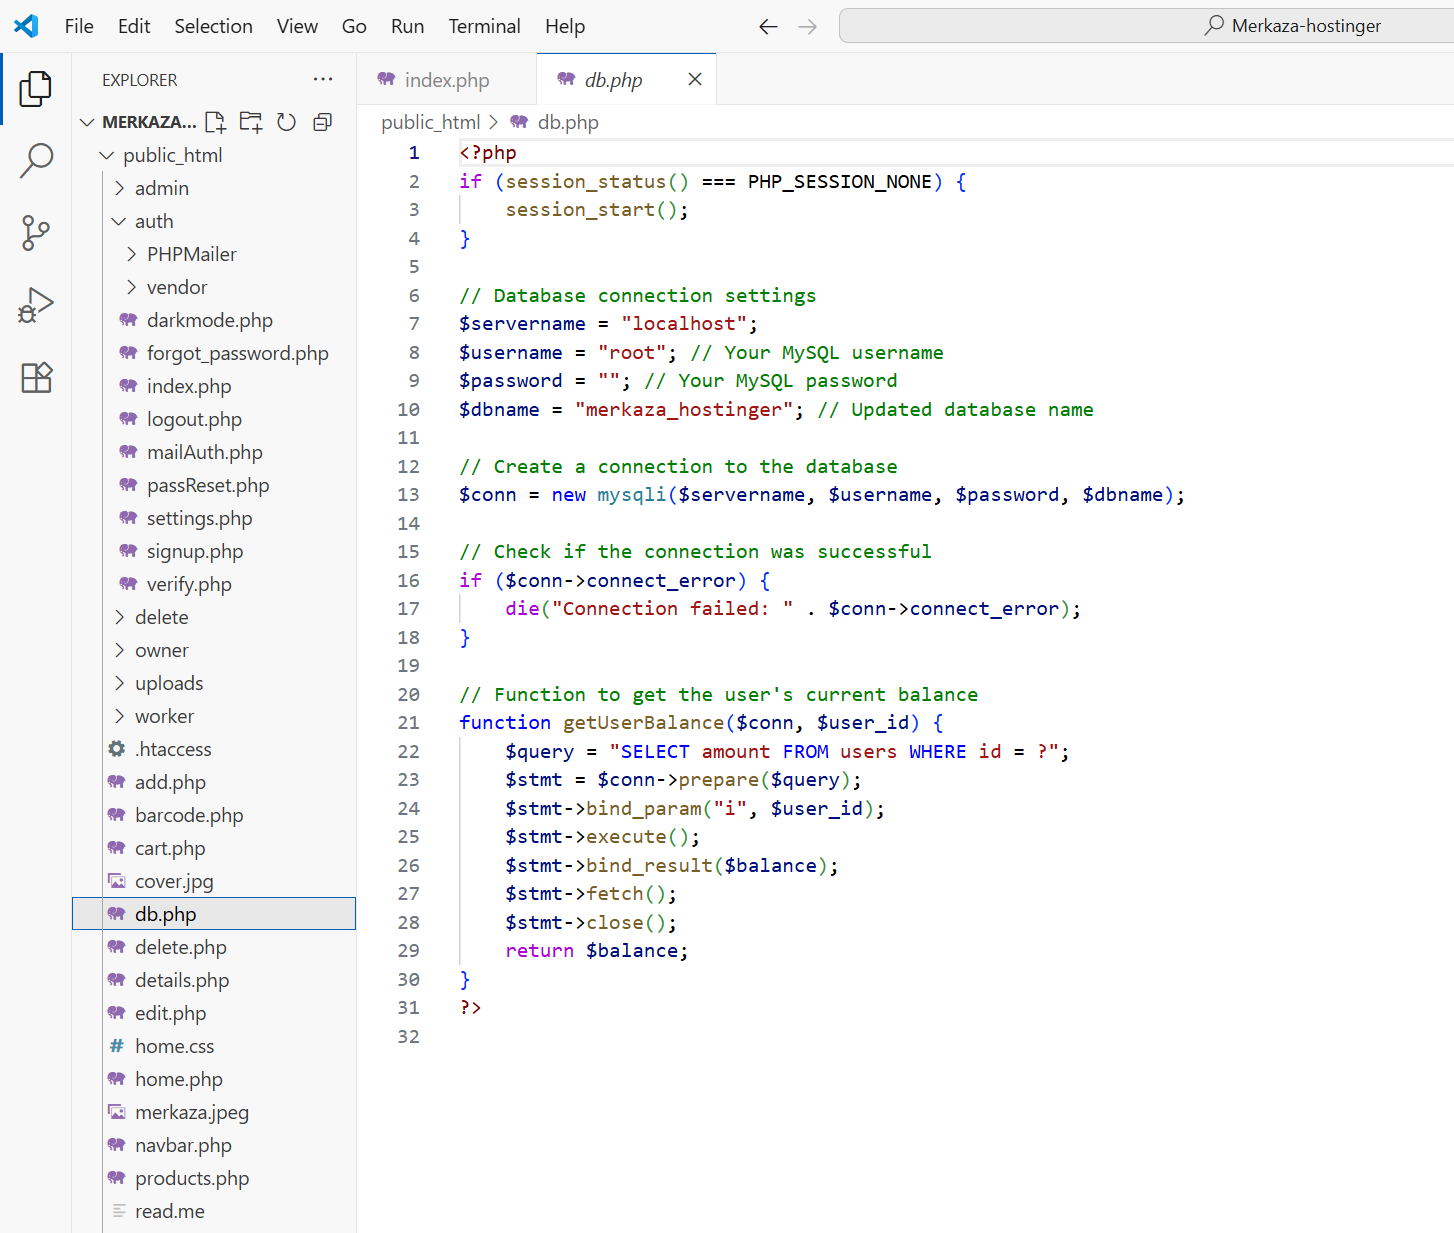 File Edit Selection View Go Run Terminal Help
Merkaza-hostinger
EXPLORER
MERKAZA...
public_html
admin
auth
PHPMailer
vendor
darkmode.php
forgot_password.php
index.php
logout.php
mailAuth.php
passReset.php
settings.php
signup.php
verify.php
delete
owner
uploads
worker
.htaccess
add.php
barcode.php
cart.php
cover.jpg
db.php
delete.php
details.php
edit.php
# home.css
home.php
merkaza.jpeg
navbar.php
products.php
read.me
index.php
db.php
public_html > db.php
1 <?php
2 if (session_status() === PHP_SESSION_NONE) {
3     session_start();
4 }
5
6 // Database connection settings
7 $servername = "localhost";
8 $username = "root"; // Your MySQL username
9 $password = ""; // Your MySQL password
10 $dbname = "merkaza_hostinger"; // Updated database name
11
12 // Create a connection to the database
13 $conn = new mysqli($servername, $username, $password, $dbname);
14
15 // Check if the connection was successful
16 if ($conn->connect_error) {
17     die("Connection failed: " . $conn->connect_error);
18 }
19
20 // Function to get the user's current balance
21 function getUserBalance($conn, $user_id) {
22     $query = "SELECT amount FROM users WHERE id = ?";
23     $stmt = $conn->prepare($query);
24     $stmt->bind_param("i", $user_id);
25     $stmt->execute();
26     $stmt->bind_result($balance);
27     $stmt->fetch();
28     $stmt->close();
29     return $balance;
30 }
31 ?>
32